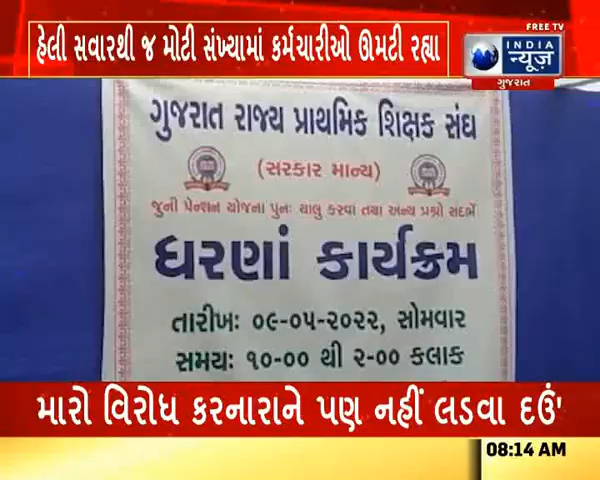 હેલી સવારથી જ મોટી સંખ્યામાં કર્મચારીઓ ઊમટી રહ્યા
FREE TV
INDIA
ન્યૂઝ
ગુજરાત
ગુજરાત રાજ્ય પ્રાથમિક શિક્ષક સંઘ
(સરકાર માન્ય)
જુની પેન્શન યોજના પુનઃ ચાલુ કરવા તથા અન્ય પ્રશ્નો સંદર્ભે
ધરણાં કાર્યક્રમ
તારીખઃ ૦૯-૦૫-૨૦૨૨, સોમવાર
સમયઃ ૧૦-૦૦ થી ૨-૦૦ કલાક
મારો વિરોધ કરનારાને પણ નહીં લડવા દઉં'
08:14 AM